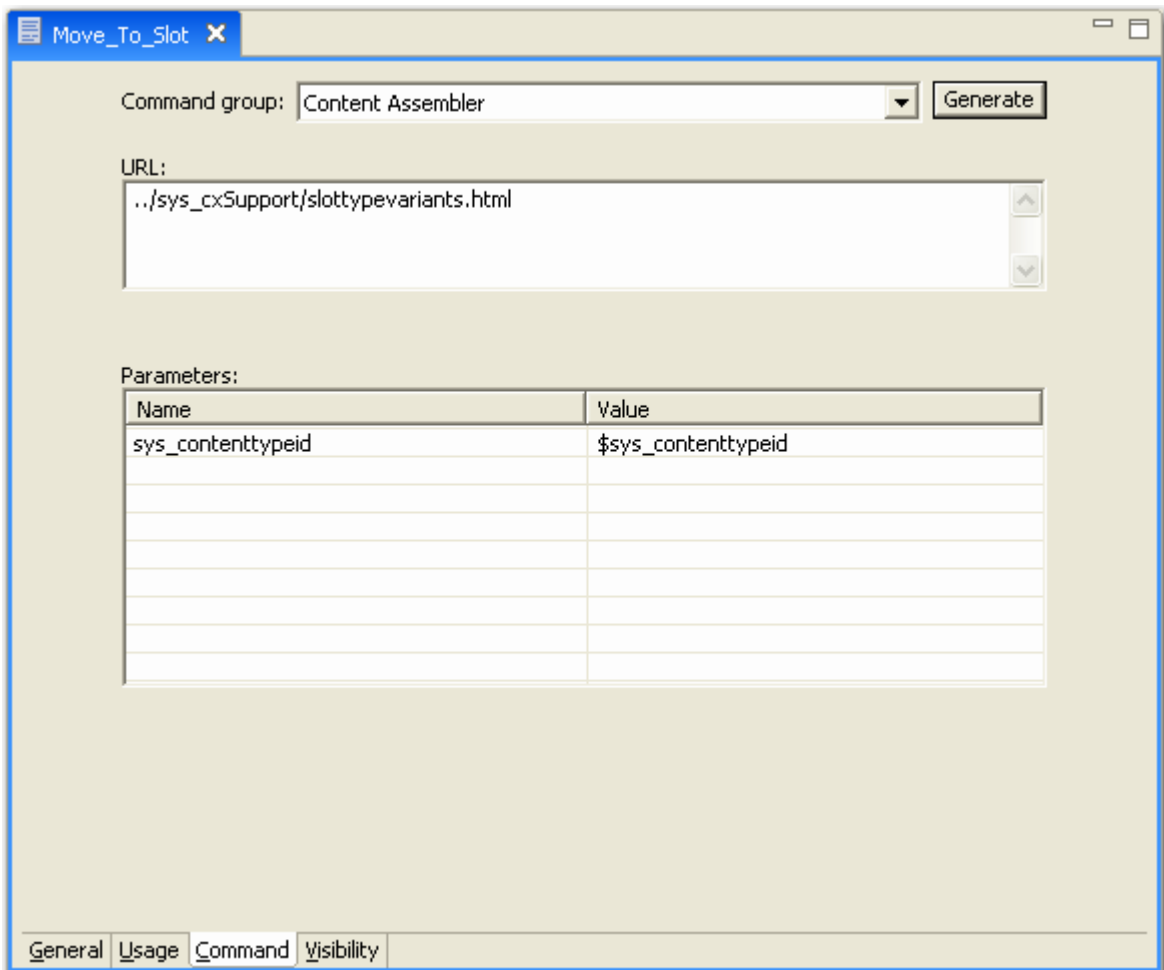 Move_To_Slot
Command group: Content Assembler Generate
URL:
../sys_cxSupport/slottypevariants.html
Parameters:
Name Value
sys_contenttypeid $sys_contenttypeid
General Usage Command Visibility